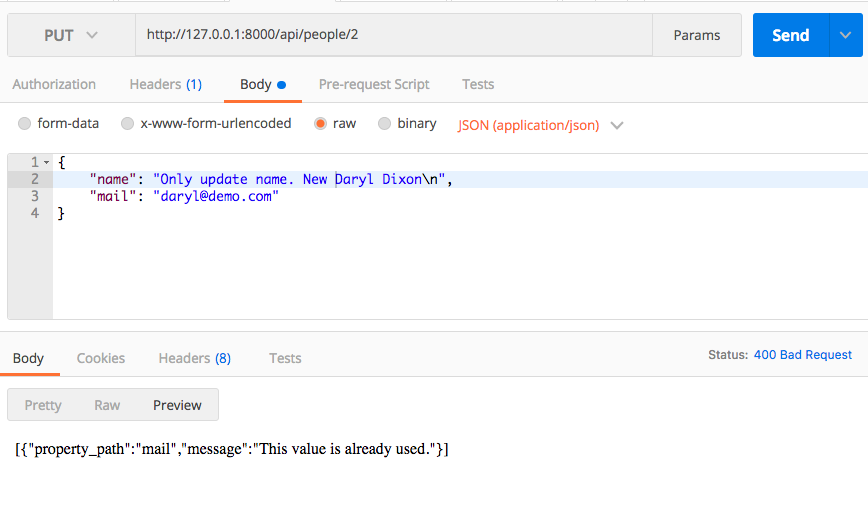 PUT http://127.0.0.1:8000/api/people/2 Params Send
Authorization Headers (1) Body Pre-request Script Tests
form-data x-www-form-urlencoded raw binary JSON (application/json)
1 {
2 "name": "Only update name. New Daryl Dixon\n",
3 "mail": "daryl@demo.com"
4 }
Body Cookies Headers (8) Tests Status: 400 Bad Request
Pretty Raw Preview
[{"property_path":"mail","message":"This value is already used."}]